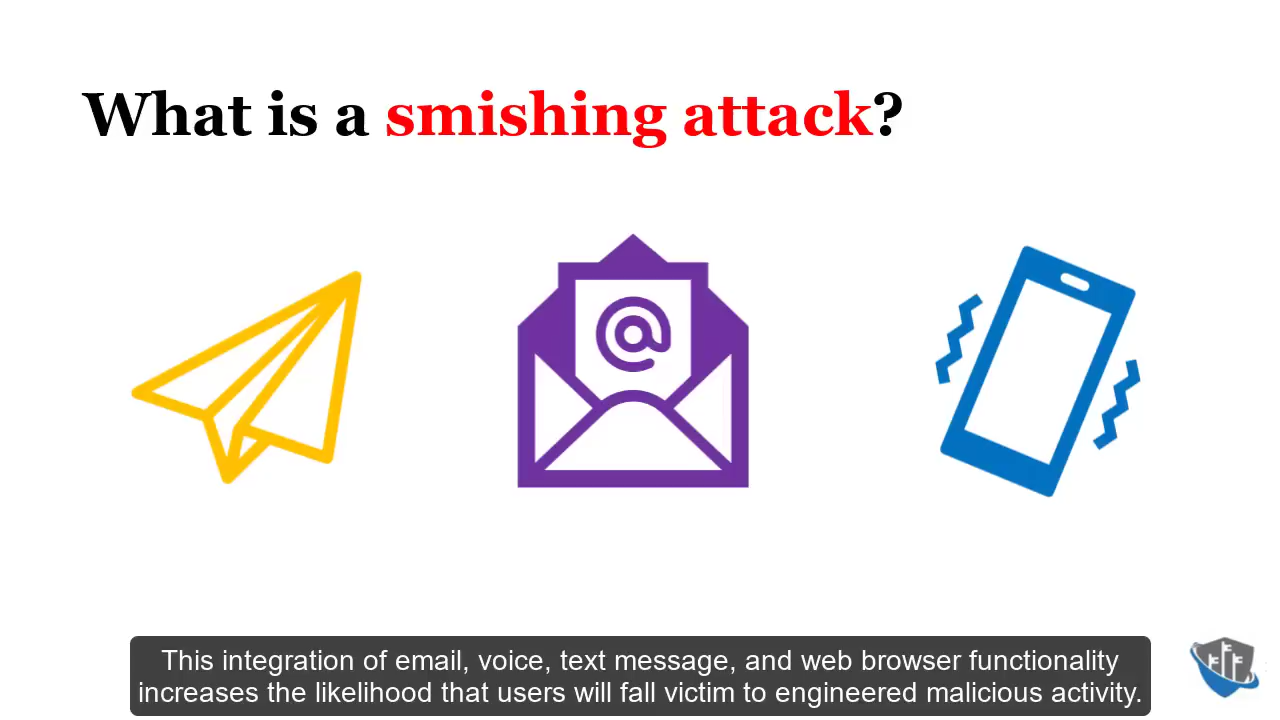 What is a smishing attack?
@
This integration of email, voice, text message, and web browser functionality
increases the likelihood that users will fall victim to engineered malicious activity.